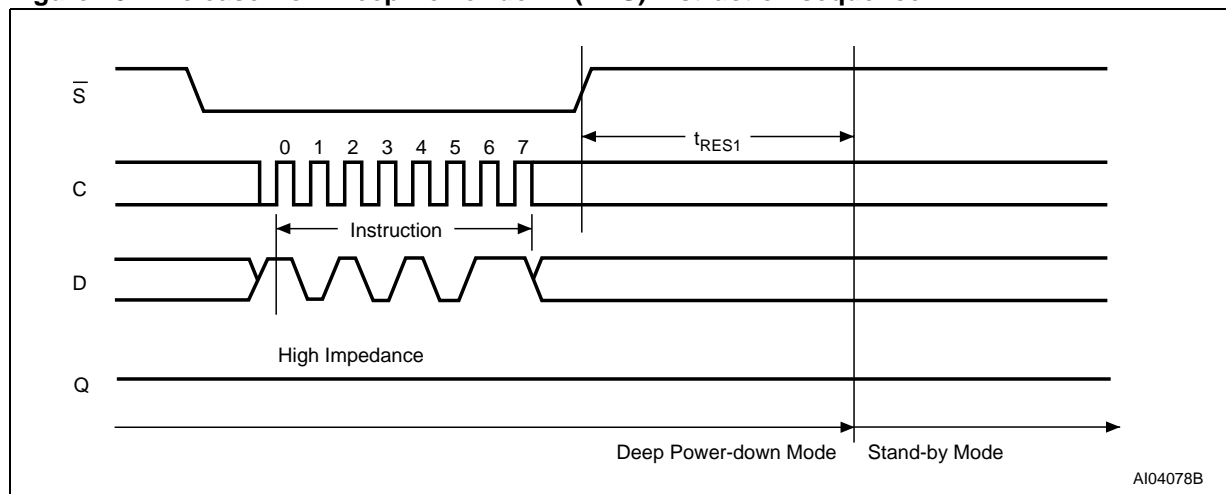 S
t RES1
0 1 2 3 4 5 6 7
C
Instruction
D
High Impedance
Q
Deep Power-down Mode
Stand-by Mode
AI04078B